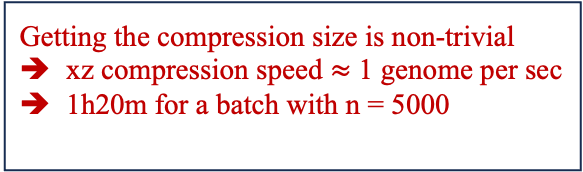 Getting the compression size is non-trivial
➔ xz compression speed ≈ 1 genome per sec
➔ 1h20m for a batch with n = 5000